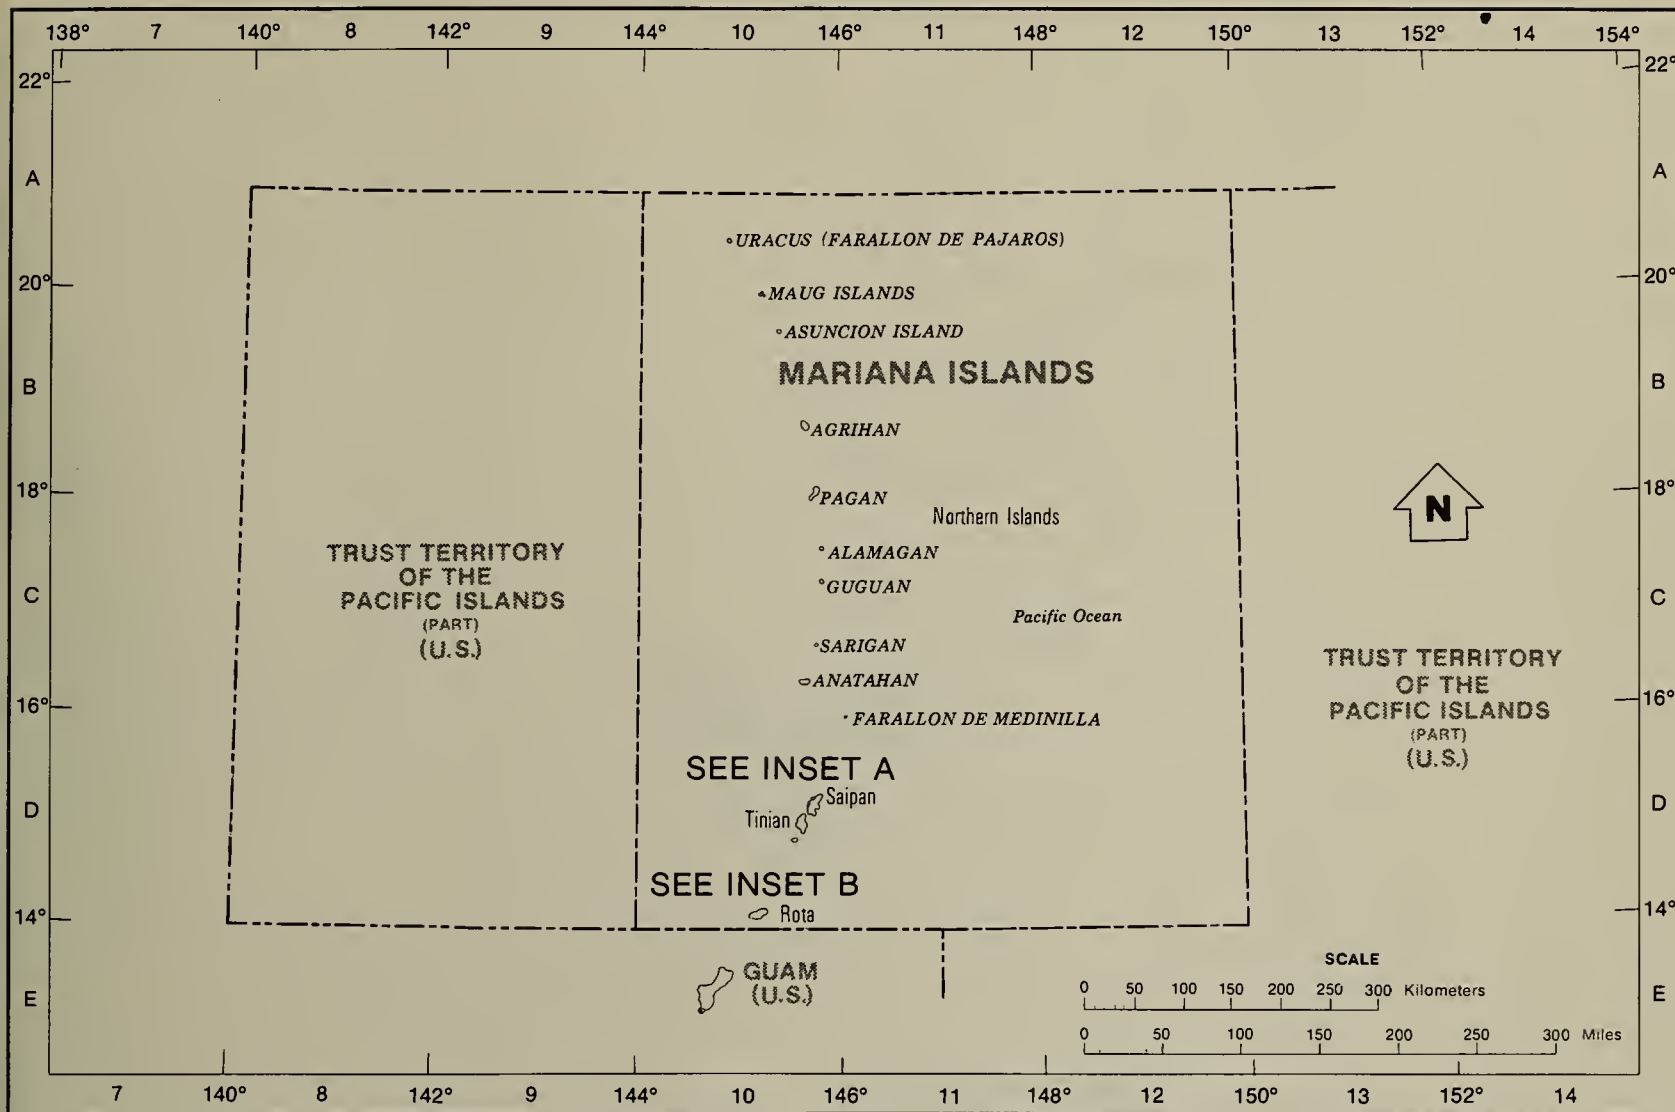 138° 7 140° 8 142° 9 144° 10 146° 11 148° 12 150° 13 152° 14 154°
22° 22°
A A
URACUS (FARALLON DE PAJAROS)
20° 20°
MAUG ISLANDS
ASUNCION ISLAND
MARIANA ISLANDS
B B
AGRIHAN
18° 18°
PAGAN
Northern Islands
N
TRUST TERRITORY
OF THE
PACIFIC ISLANDS
(PART)
(U.S.)
ALAMAGAN
GUGUAN
C C
Pacific Ocean
SARIGAN
ANATAHAN
TRUST TERRITORY
OF THE
PACIFIC ISLANDS
(PART)
(U.S.)
16° 16°
FARALLON DE MEDINILLA
SEE INSET A
Saipan
D D
Tinian
SEE INSET B
14° 14°
Rota
GUAM
(U.S.)
E E
SCALE
0 50 100 150 200 250 300 Kilometers
0 50 100 150 200 250 300 Miles
7 140° 8 142° 9 144° 10 146° 11 148° 12 150° 13 152° 14